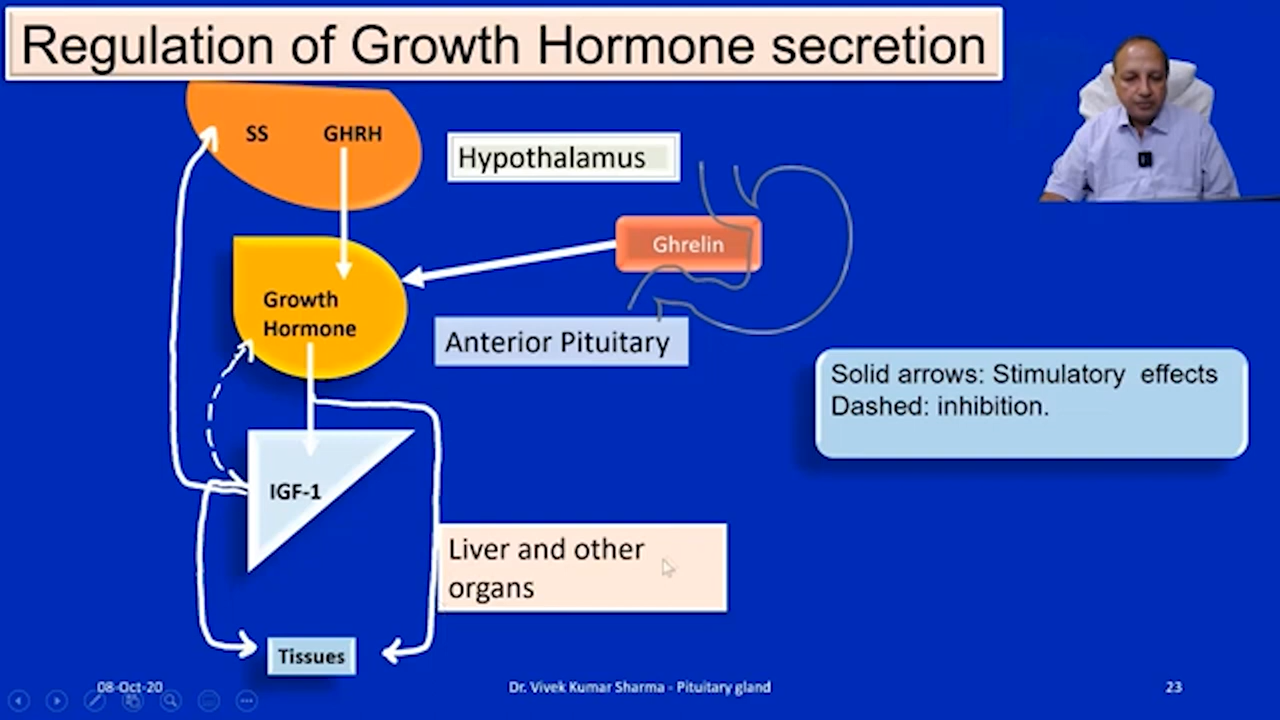 Regulation of Growth Hormone secretion
SS GHRH
Hypothalamus
Ghrelin
Growth
Hormone
Anterior Pituitary
Solid arrows: Stimulatory effects
Dashed: inhibition.
IGF-1
Liver and other
organs
Tissues
08-Oct-20
Dr. Vivek Kumar Sharma - Pituitary gland
23